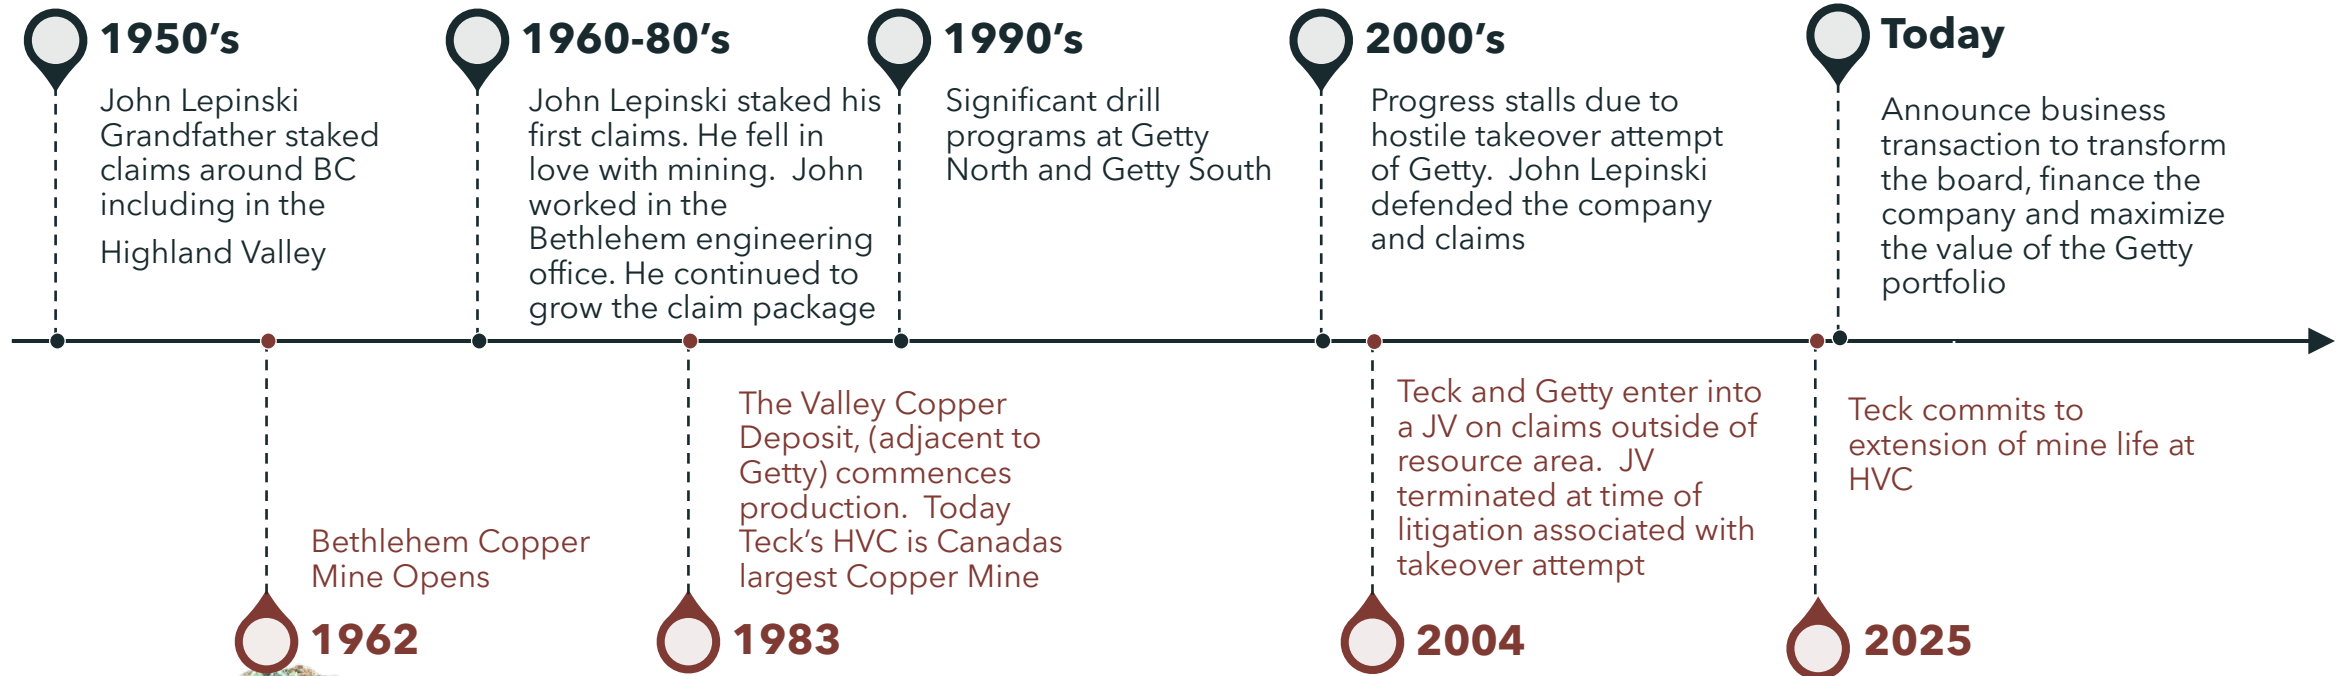 1950's
John Lepinski
Grandfather staked
claims around BC
including in the
Highland Valley
1960-80's
John Lepinski staked his
first claims. He fell in
love with mining.  John
worked in the
Bethlehem engineering
office. He continued to
grow the claim package
1990's
Significant drill
programs at Getty
North and Getty South
2000's
Progress stalls due to
hostile takeover attempt
of Getty.  John Lepinski
defended the company
and claims
Today
Announce business
transaction to transform
the board, finance the
company and maximize
the value of the Getty
portfolio
Bethlehem Copper
Mine Opens
1962
The Valley Copper
Deposit, (adjacent to
Getty) commences
production.  Today
Teck's HVC is Canadas
largest Copper Mine
1983
Teck and Getty enter into
a JV on claims outside of
resource area.  JV
terminated at time of
litigation associated with
takeover attempt
2004
Teck commits to
extension of mine life at
HVC
2025